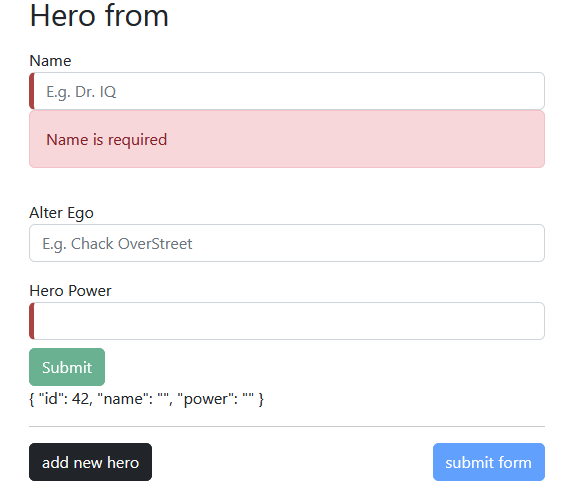 Hero from
Name
E.g. Dr. IQ
Name is required
Alter Ego
E.g. Chack OverStreet
Hero Power
Submit
{ "id": 42, "name": "", "power": "" }
add new hero
submit form